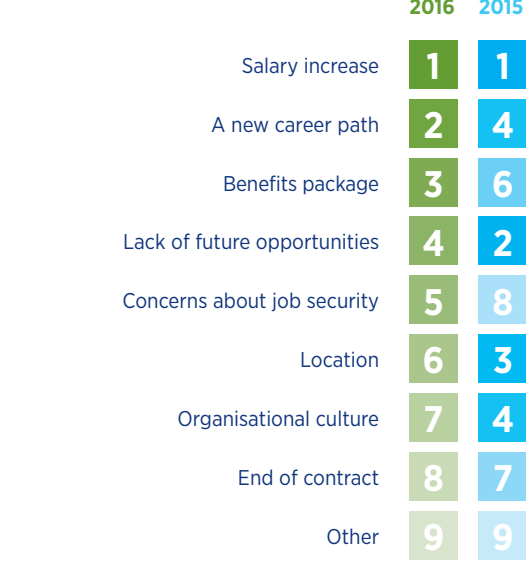 2016 2015
Salary increase 1 1
A new career path 2 4
Benefits package 3 6
Lack of future opportunities 4 2
Concerns about job security 5 8
Location 6 3
Organisational culture 7 4
End of contract 8 7
Other 9 9